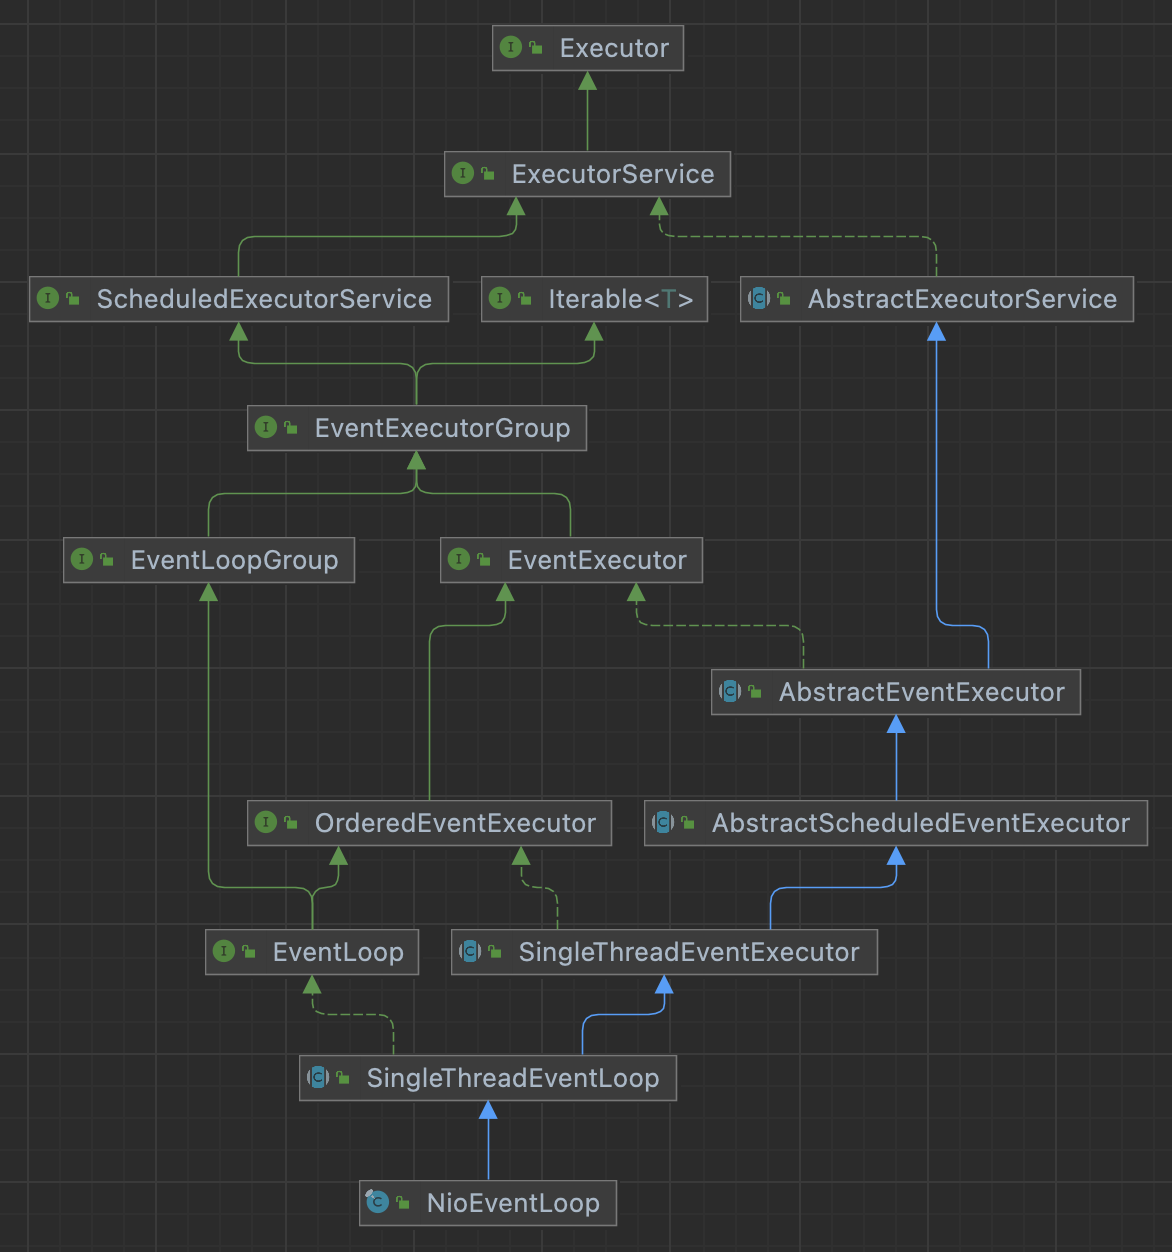 Executor
ExecutorService
ScheduledExecutorService
Iterable<T>
AbstractExecutorService
EventExecutorGroup
EventLoopGroup
EventExecutor
AbstractEventExecutor
OrderedEventExecutor
AbstractScheduledEventExecutor
EventLoop
SingleThreadEventExecutor
SingleThreadEventLoop
NioEventLoop